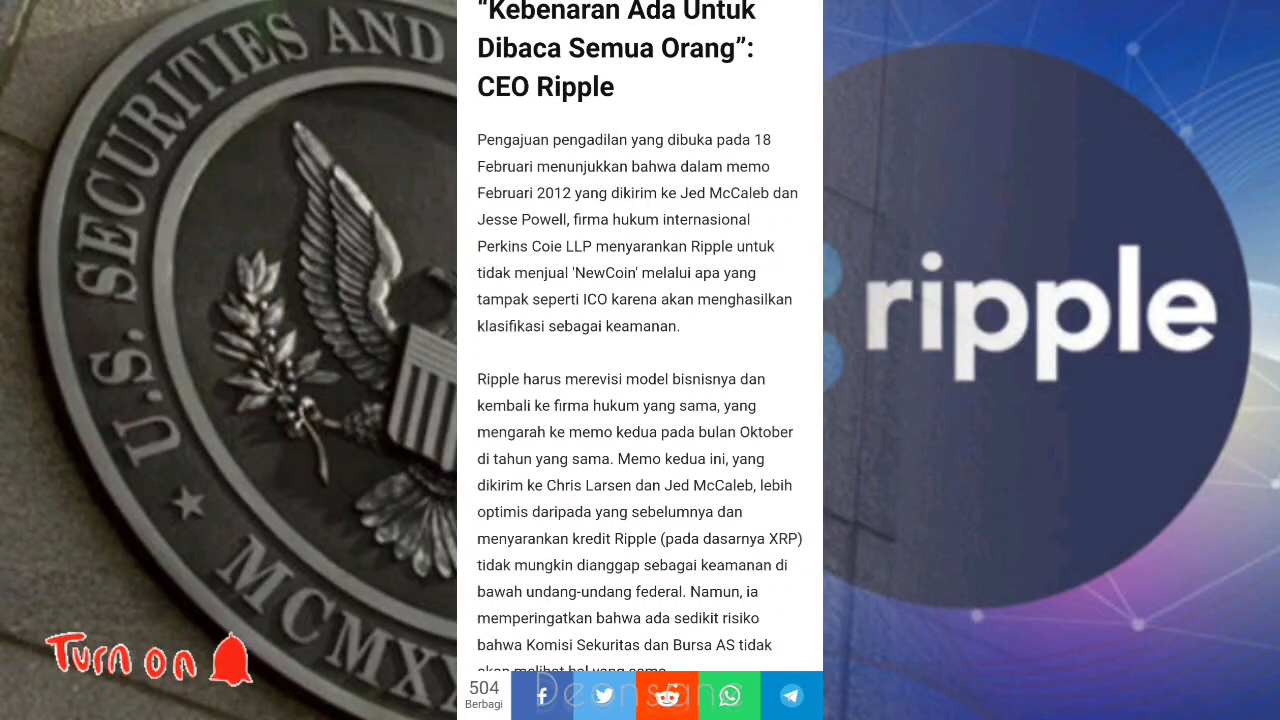 U.S. SECURITIES AND
MCMXX
“Kebenaran Ada Untuk
Dibaca Semua Orang”:
CEO Ripple
Pengajuan pengadilan yang dibuka pada 18
Februari menunjukkan bahwa dalam memo
Februari 2012 yang dikirim ke Jed McCaleb dan
Jesse Powell, firma hukum internasional
Perkins Coie LLP menyarankan Ripple untuk
tidak menjual 'NewCoin' melalui apa yang
tampak seperti ICO karena akan menghasilkan
klasifikasi sebagai keamanan.
Ripple harus merevisi model bisnisnya dan
kembali ke firma hukum yang sama, yang
mengarah ke memo kedua pada bulan Oktober
di tahun yang sama. Memo kedua ini, yang
dikirim ke Chris Larsen dan Jed McCaleb, lebih
optimis daripada yang sebelumnya dan
menyarankan kredit Ripple (pada dasarnya XRP)
tidak mungkin dianggap sebagai keamanan di
bawah undang-undang federal. Namun, ia
memperingatkan bahwa ada sedikit risiko
bahwa Komisi Sekuritas dan Bursa AS tidak
akan melihat hal yang sama
504
Berbagi
ripple
Turn on